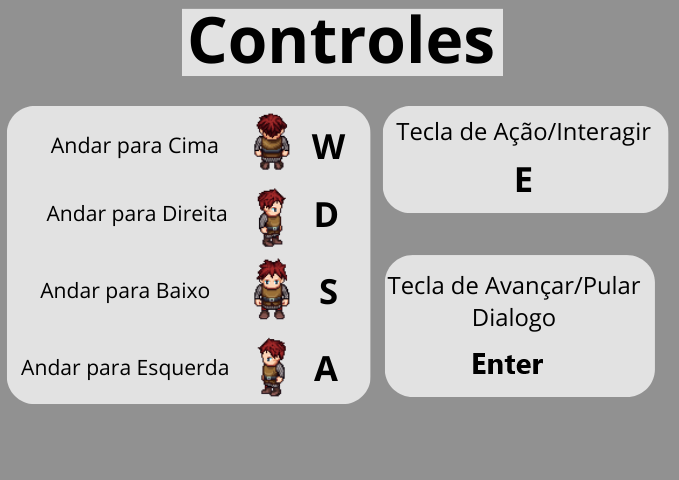 Controles
Andar para Cima W
Andar para Direita D
Andar para Baixo S
Andar para Esquerda A
Tecla de Ação/Interagir
E
Tecla de Avançar/Pular
Dialogo
Enter